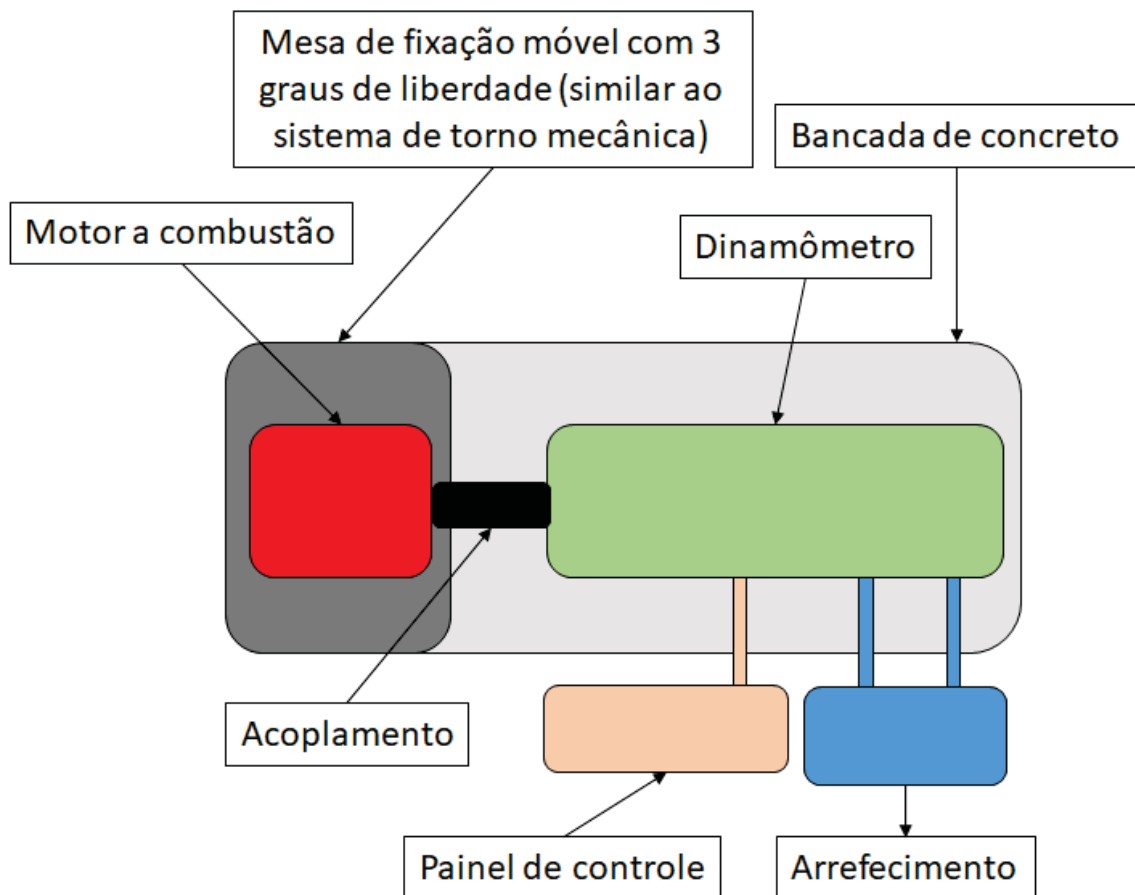 Mesa de fixação móvel com 3
graus de liberdade (similar ao
sistema de torno mecânica)
Bancada de concreto
Motor a combustão
Dinamômetro
Acoplamento
Painel de controle
Arrefecimento